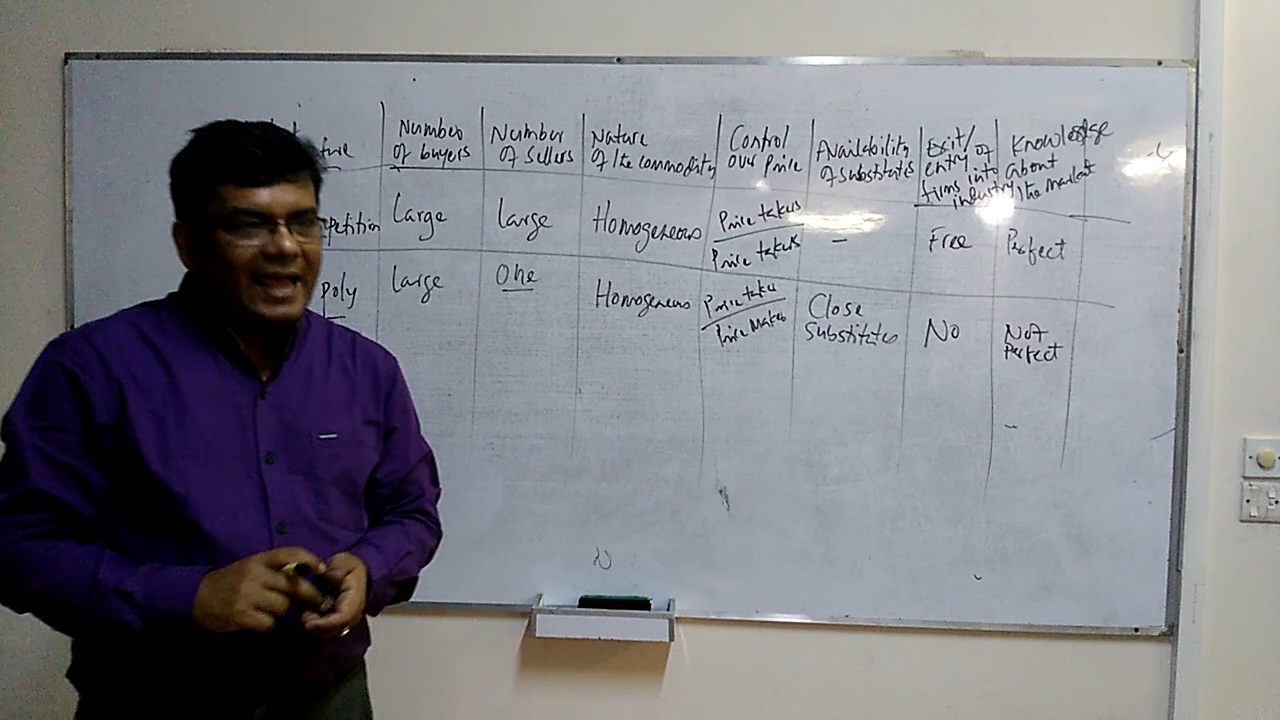 Number
of buyers
Number
of Sellers
Nature
of the commodity
Control
over Price
Availability
of substitutes
Exit/
entry of
firms into
industry
Knowledge
about
the market
Large
Large
Homogeneous
Price takers
Price takers
-
Free
Perfect
Large
One
Homogeneous
Price taker
Price Maker
Close
Substitutes
No
Not
Perfect